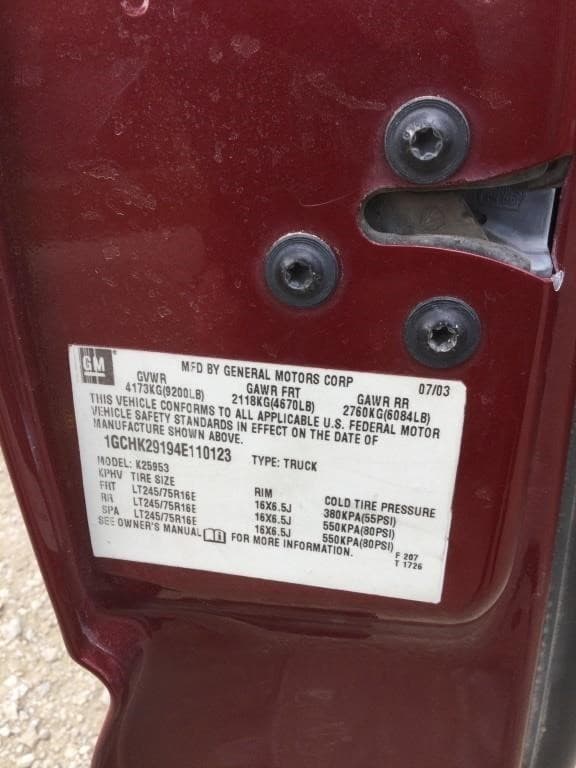 GM
MFD BY GENERAL MOTORS CORP 07/03
GVWR GAWR FRT GAWR RR
4173KG(9200LB) 2118KG(4670LB) 2760KG(6084LB)
THIS VEHICLE CONFORMS TO ALL APPLICABLE U.S. FEDERAL MOTOR
VEHICLE SAFETY STANDARDS IN EFFECT ON THE DATE OF
MANUFACTURE SHOWN ABOVE.
1GCHK29194E110123 TYPE: TRUCK
MODEL: K25953
KPHV TIRE SIZE RIM COLD TIRE PRESSURE
FRT LT245/75R16E 16X6.5J 380KPA(55PSI)
RR LT245/75R16E 16X6.5J 550KPA(80PSI)
SPA LT245/75R16E 16X6.5J 550KPA(80PSI)
SEE OWNER'S MANUAL FOR MORE INFORMATION.
F 207
T 1726